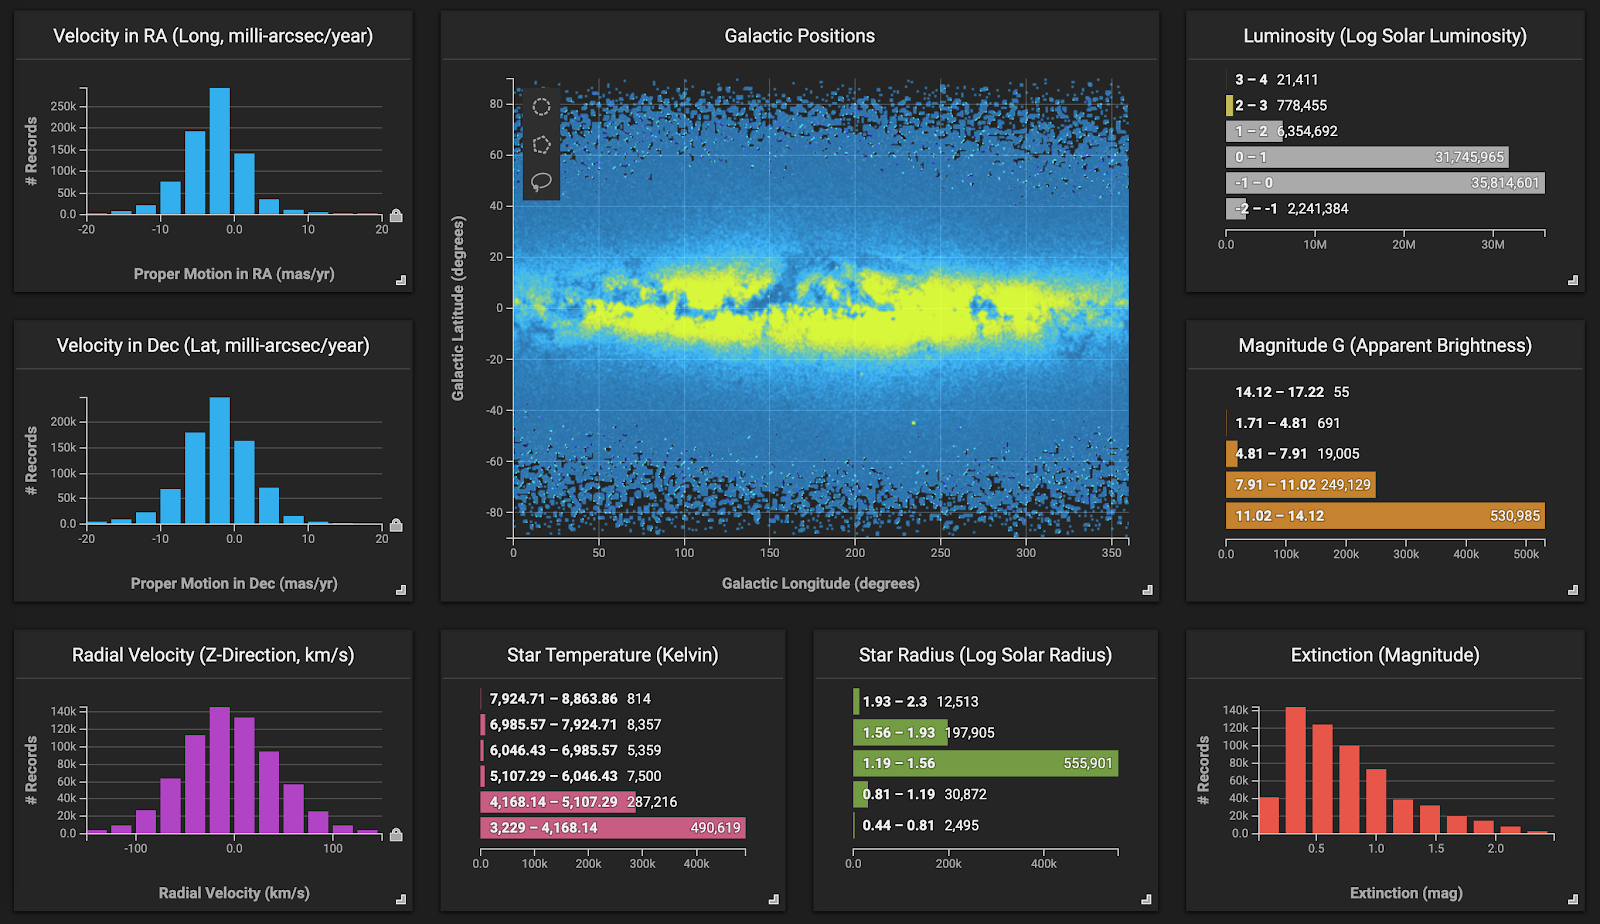 Velocity in RA (Long, milli-arcsec/year)
# Records
250k
200k
150k
100k
50k
0.0
-20
-10
0.0
10
20
Proper Motion in RA (mas/yr)
Galactic Positions
Galactic Latitude (degrees)
80
60
40
20
0
-20
-40
-60
-80
0
50
100
150
200
250
300
350
Galactic Longitude (degrees)
Luminosity (Log Solar Luminosity)
3 – 4 21,411
2 – 3 778,455
1 – 2 6,354,692
0 – 1 31,745,965
-1 – 0 35,814,601
-2 – -1 2,241,384
0.0
10M
20M
30M
Velocity in Dec (Lat, milli-arcsec/year)
# Records
200k
150k
100k
50k
0.0
-20
-10
0.0
10
20
Proper Motion in Dec (mas/yr)
Magnitude G (Apparent Brightness)
14.12 – 17.22 55
1.71 – 4.81 691
4.81 – 7.91 19,005
7.91 – 11.02 249,129
11.02 – 14.12 530,985
0.0
100k
200k
300k
400k
500k
Radial Velocity (Z-Direction, km/s)
# Records
140k
120k
100k
80k
60k
40k
20k
0.0
-100
0.0
100
Radial Velocity (km/s)
Star Temperature (Kelvin)
7,924.71 – 8,863.86 814
6,985.57 – 7,924.71 8,357
6,046.43 – 6,985.57 5,359
5,107.29 – 6,046.43 7,500
4,168.14 – 5,107.29 287,216
3,229 – 4,168.14 490,619
0.0
100k
200k
300k
400k
Star Radius (Log Solar Radius)
1.93 – 2.3 12,513
1.56 – 1.93 197,905
1.19 – 1.56 555,901
0.81 – 1.19 30,872
0.44 – 0.81 2,495
0.0
200k
400k
Extinction (Magnitude)
# Records
140k
120k
100k
80k
60k
40k
20k
0.0
0.5
1.0
1.5
2.0
Extinction (mag)